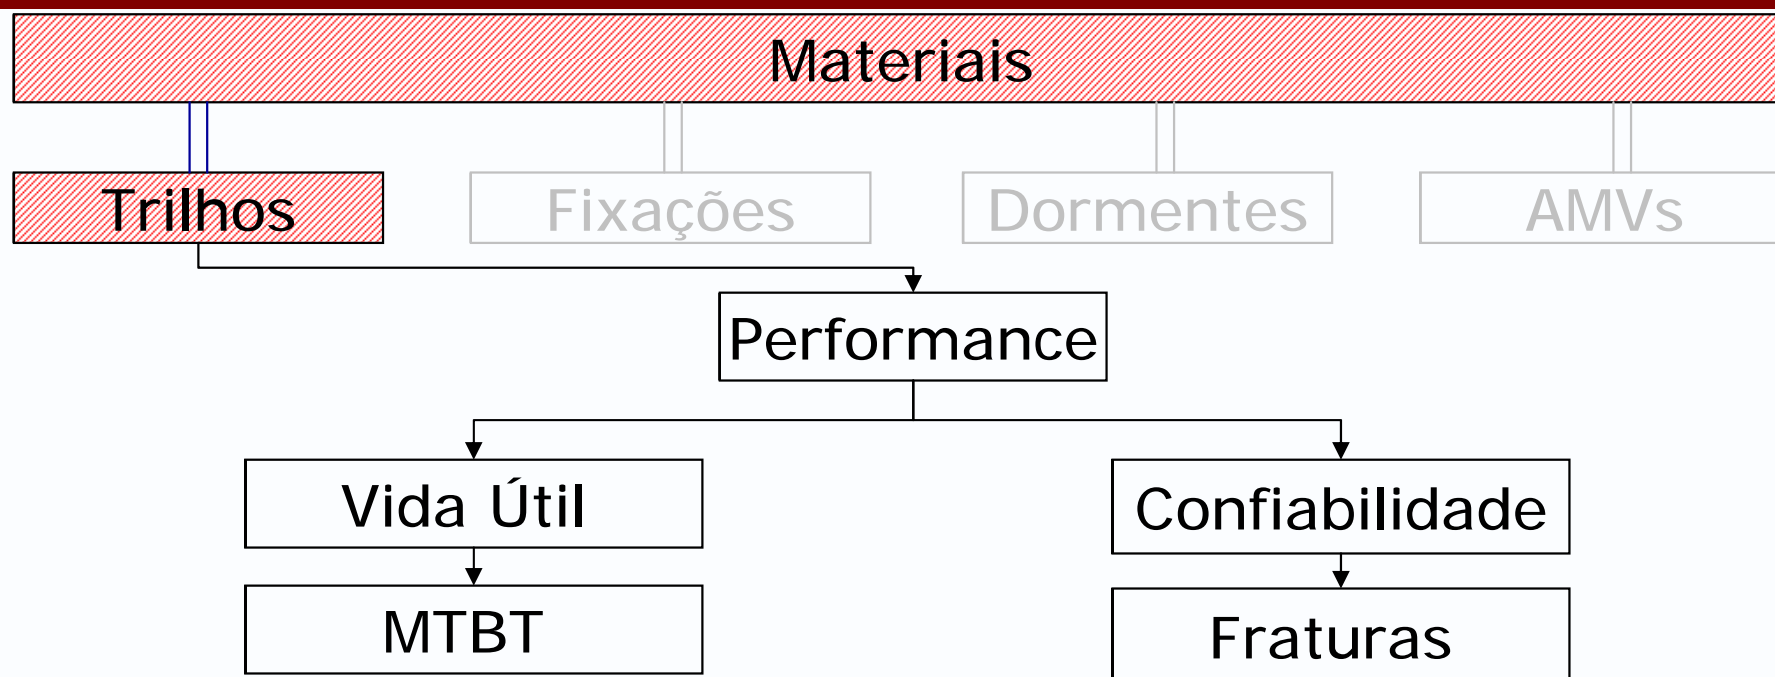 Materiais
Trilhos
Fixações
Dormentes
AMVs
Performance
Vida Útil
Confiabilidade
MTBT
Fraturas